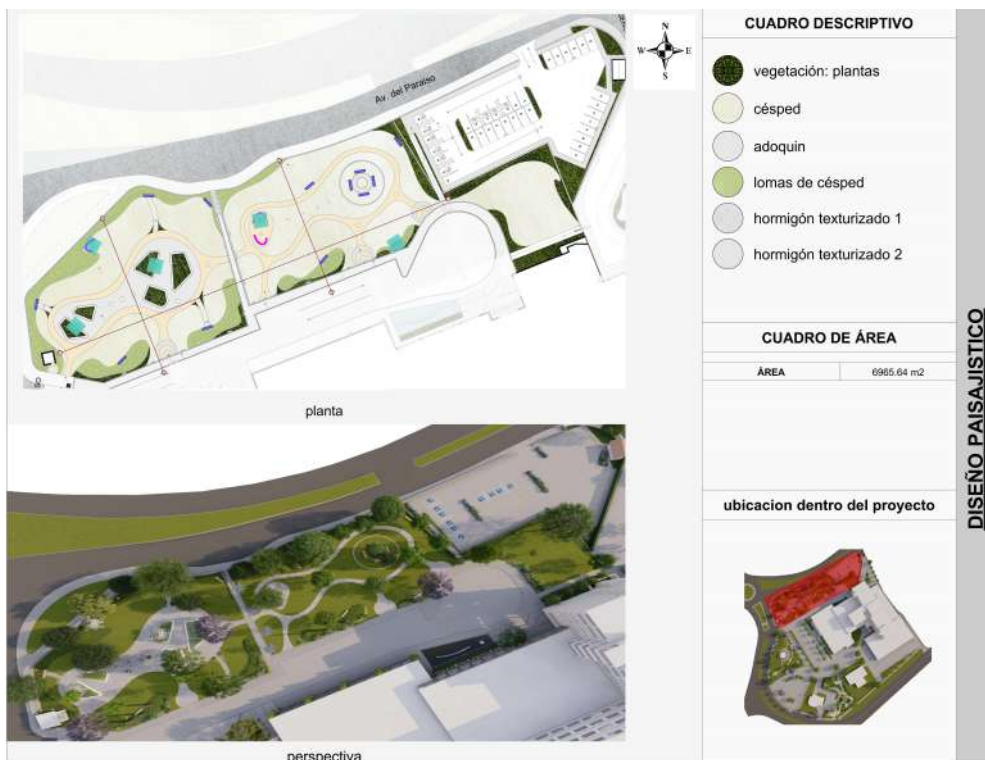 Av. del Paraíso
N
W
E
S
planta
perspectiva
CUADRO DESCRIPTIVO
vegetación: plantas
césped
adoquin
lomas de césped
hormigón texturizado 1
hormigón texturizado 2
CUADRO DE ÁREA
ÁREA 6965.64 m2
ubicacion dentro del proyecto
DISEÑO PAISAJISTICO